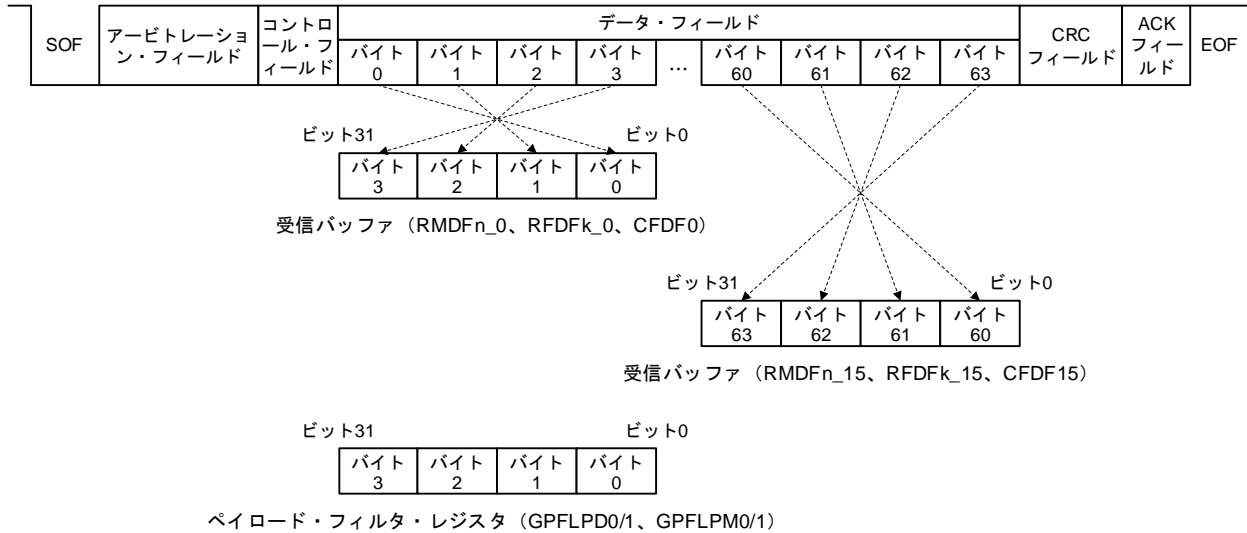 SOF
アービトレーショ
ン・フィールド
コントロ
ール・フ
ィールド
データ・フィールド
バイト
0
バイト
1
バイト
2
バイト
3
...
バイト
60
バイト
61
バイト
62
バイト
63
CRC
フィールド
ACK
フィー
ルド
EOF
ビット31
ビット0
バイト
3
バイト
2
バイト
1
バイト
0
受信バッファ（RMDFn_0、RFDFk_0、CFDF0）
ビット31
ビット0
バイト
63
バイト
62
バイト
61
バイト
60
受信バッファ（RMDFn_15、RFDFk_15、CFDF15）
ビット31
ビット0
バイト
3
バイト
2
バイト
1
バイト
0
ペイロード・フィルタ・レジスタ（GPFLPD0/1、GPFLPM0/1）